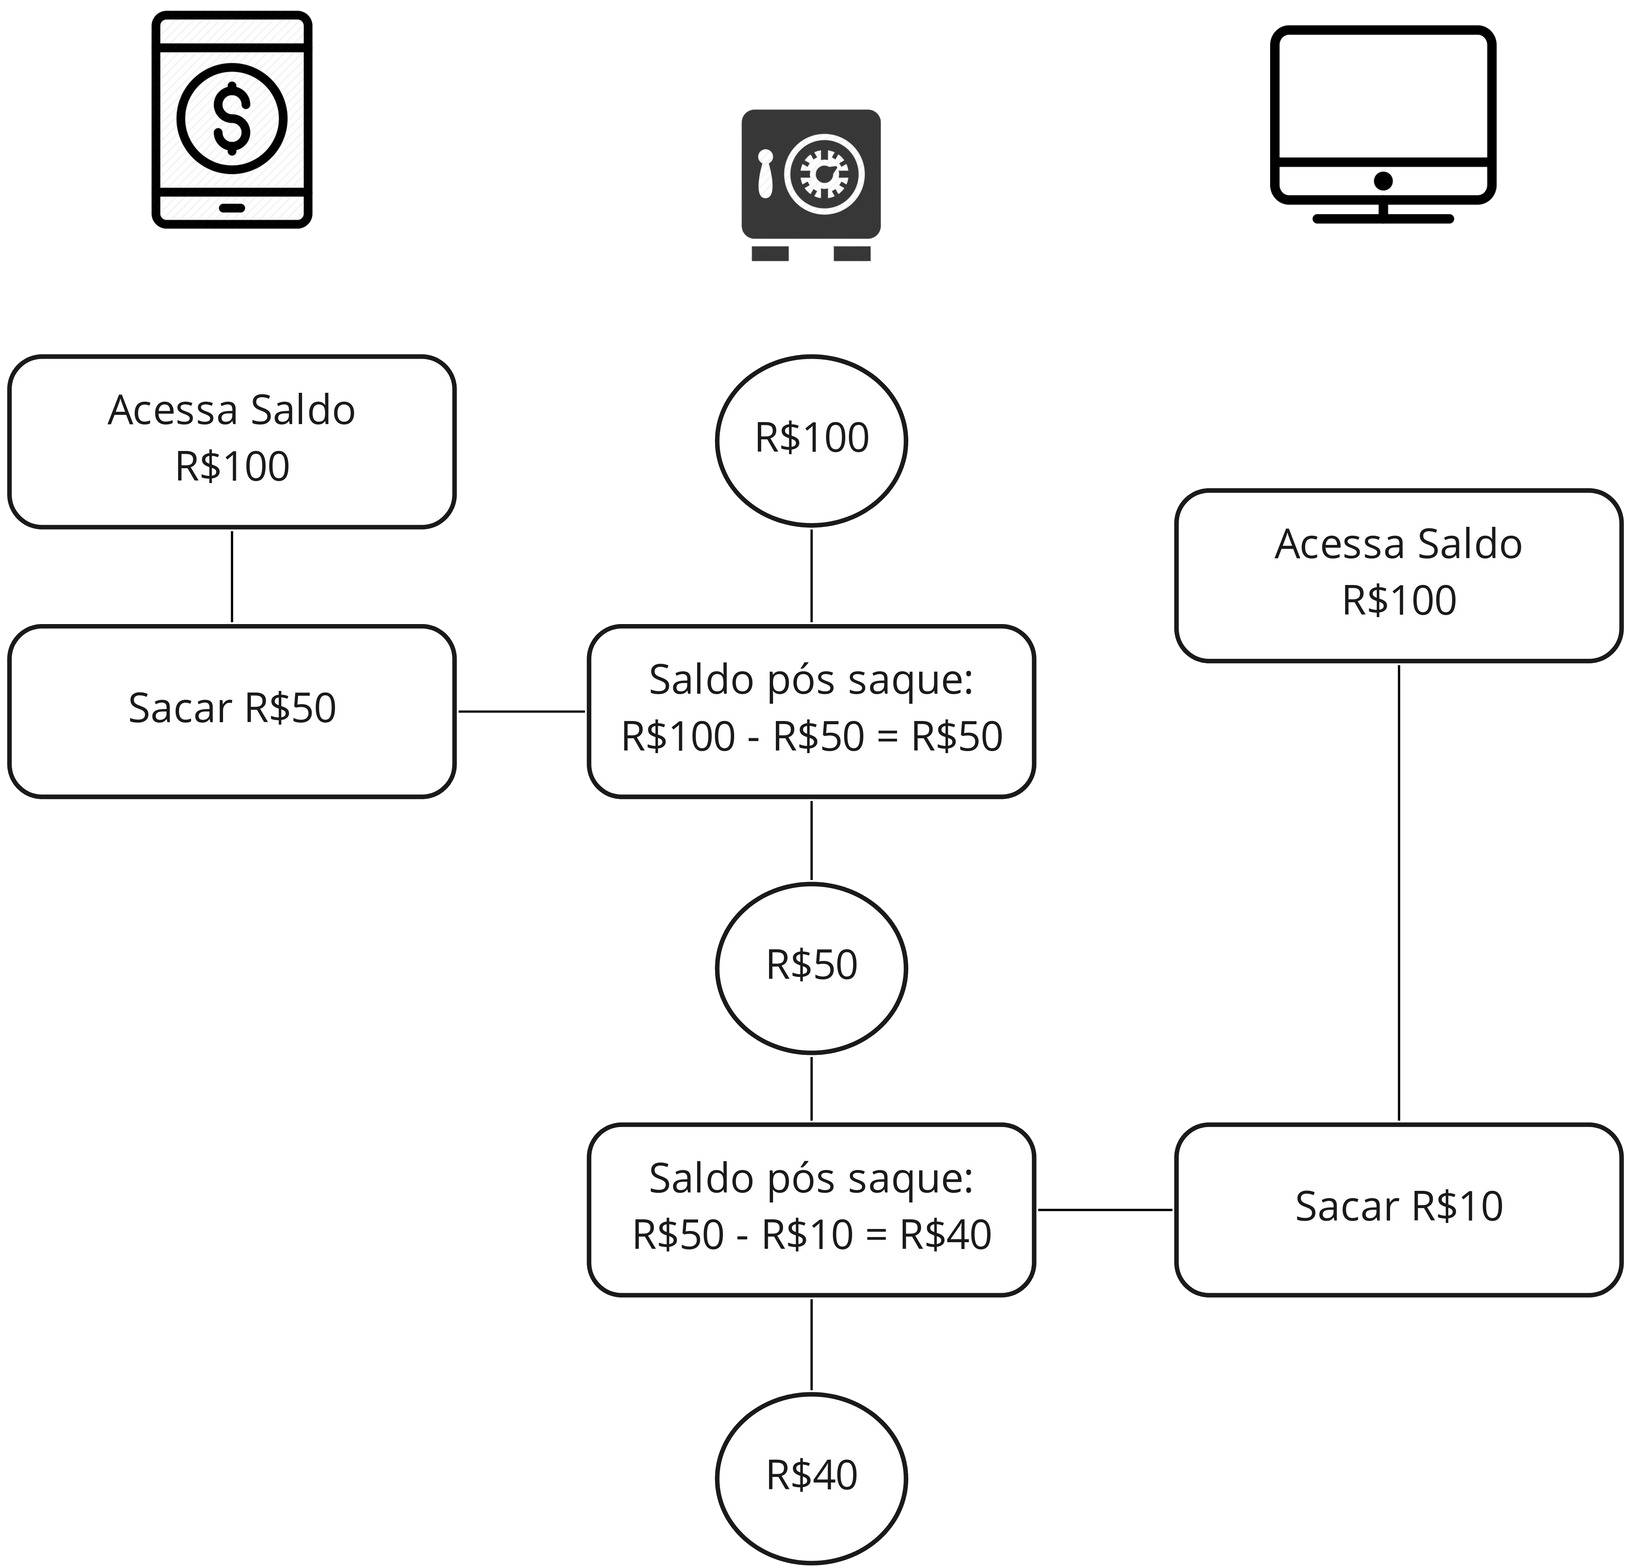 Acessa Saldo
R$100
R$100
Acessa Saldo
R$100
Sacar R$50
Saldo pós saque:
R$100 - R$50 = R$50
R$50
Saldo pós saque:
R$50 - R$10 = R$40
Sacar R$10
R$40